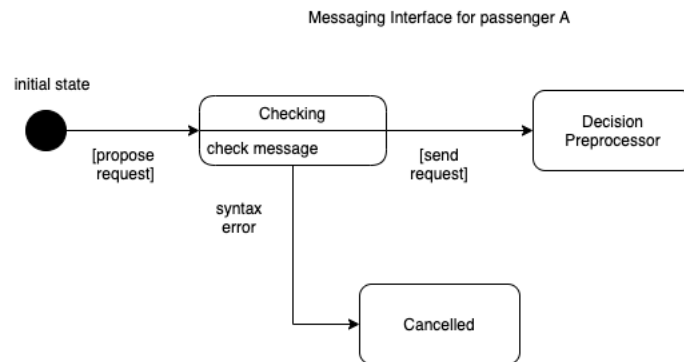 Messaging Interface for passenger A
initial state
Checking
check message
[propose
request]
[send
request]
Decision
Preprocessor
syntax
error
Cancelled